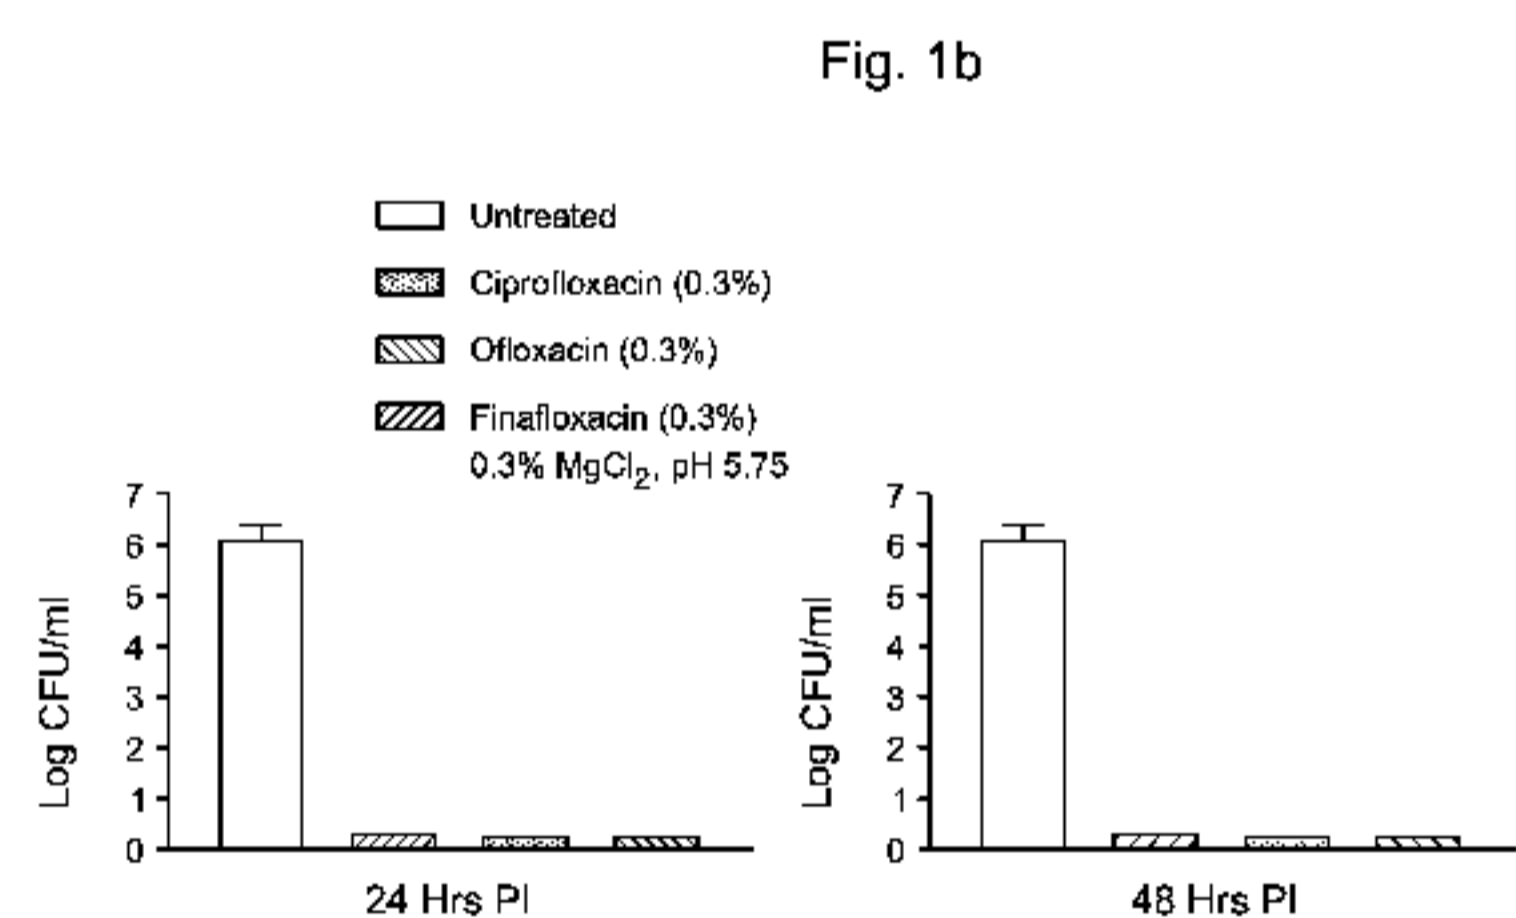 Fig. 1b
Untreated
Ciprofloxacin (0.3%)
Ofloxacin (0.3%)
Finafloxacin (0.3%)
0.3% MgCl2, pH 5.75
Log CFU/ml
7
6
5
4
3
2
1
0
24 Hrs PI
Log CFU/ml
7
6
5
4
3
2
1
0
48 Hrs PI